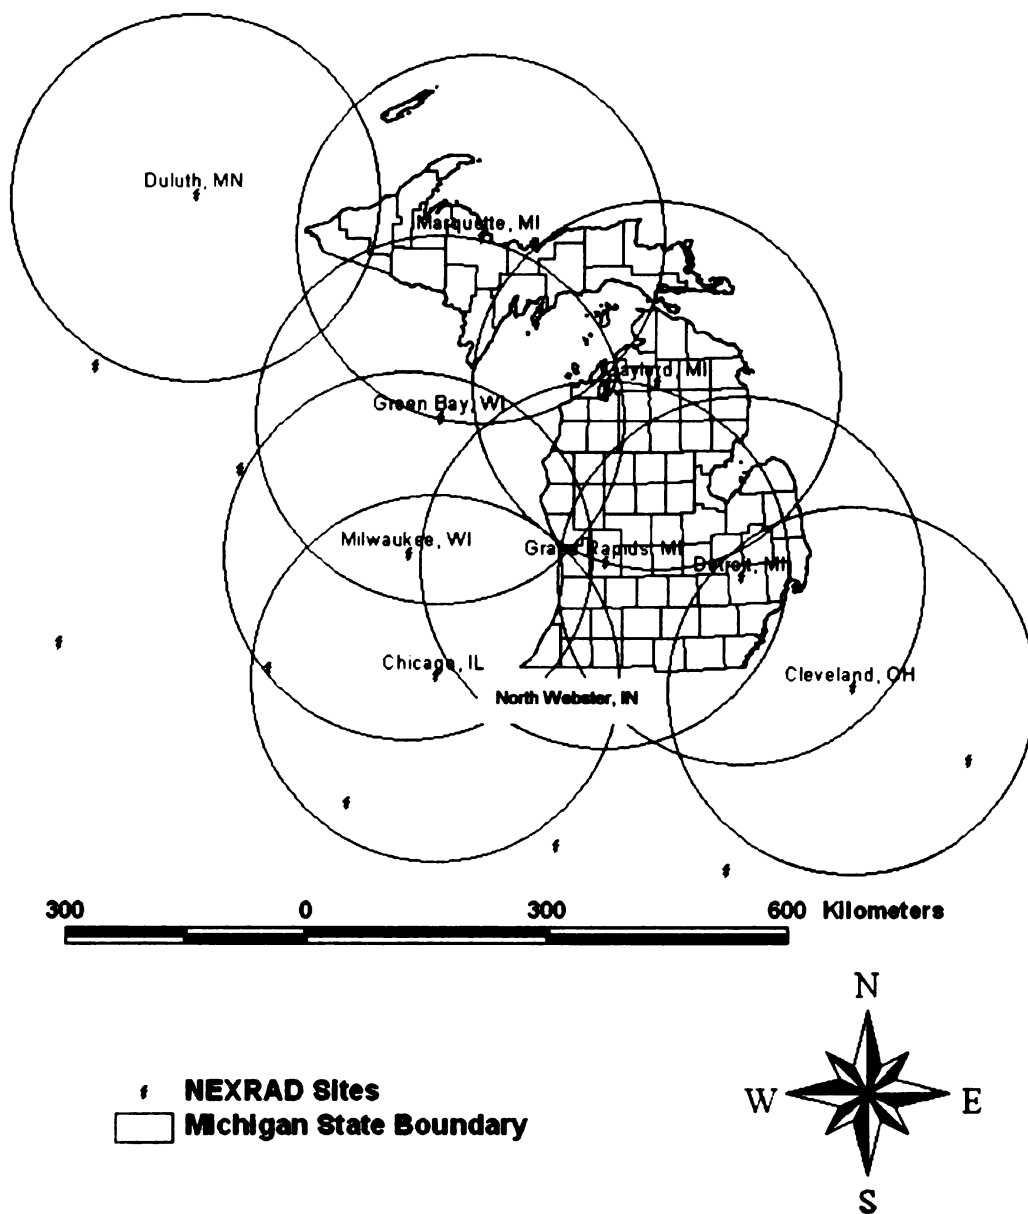 Duluth, MN
Marquette, MI
Gaylord, MI
Green Bay, WI
Milwaukee, WI
Grand Rapids, MI
Detroit, MI
Chicago, IL
Cleveland, OH
North Webster, IN
300 0 300 600 Kilometers
N
W E
S
NEXRAD Sites
Michigan State Boundary